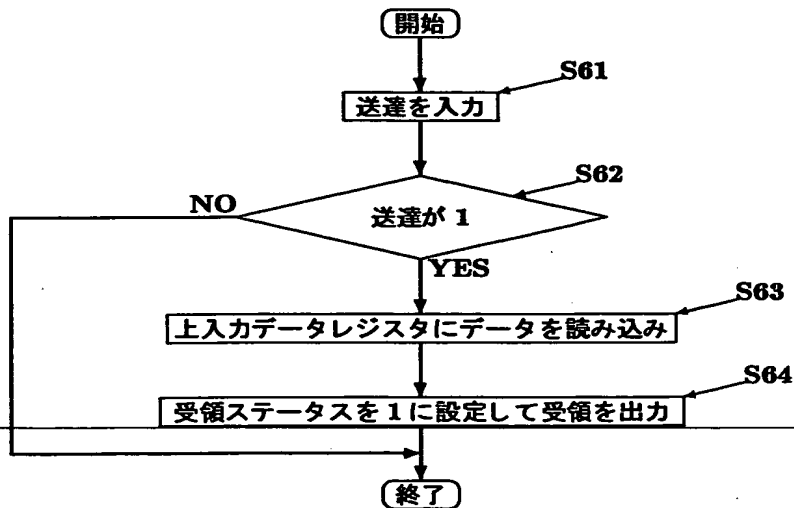 開始
S61
送達を入力
S62
NO
送達が 1
YES
S63
上入力データレジスタにデータを読み込み
S64
受領ステータスを 1 に設定して受領を出力
終了